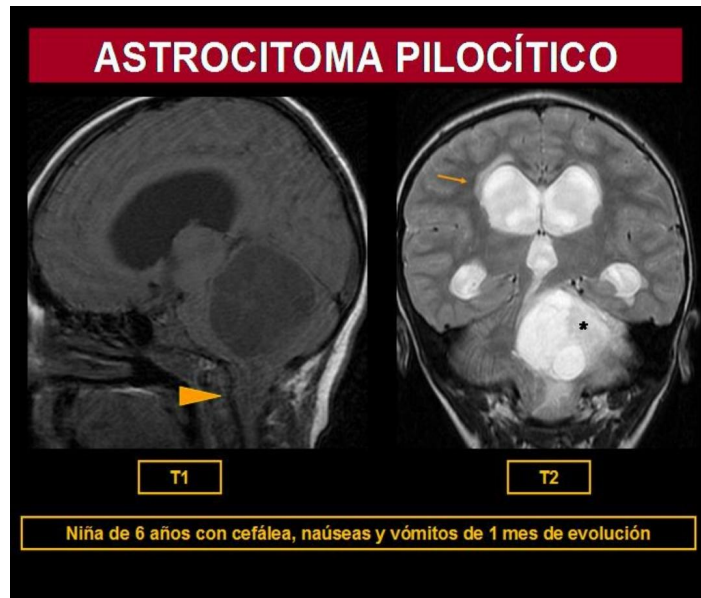 ASTROCITOMA PILOCÍTICO
*
T1
T2
Niña de 6 años con cefálea, naúseas y vómitos de 1 mes de evolución